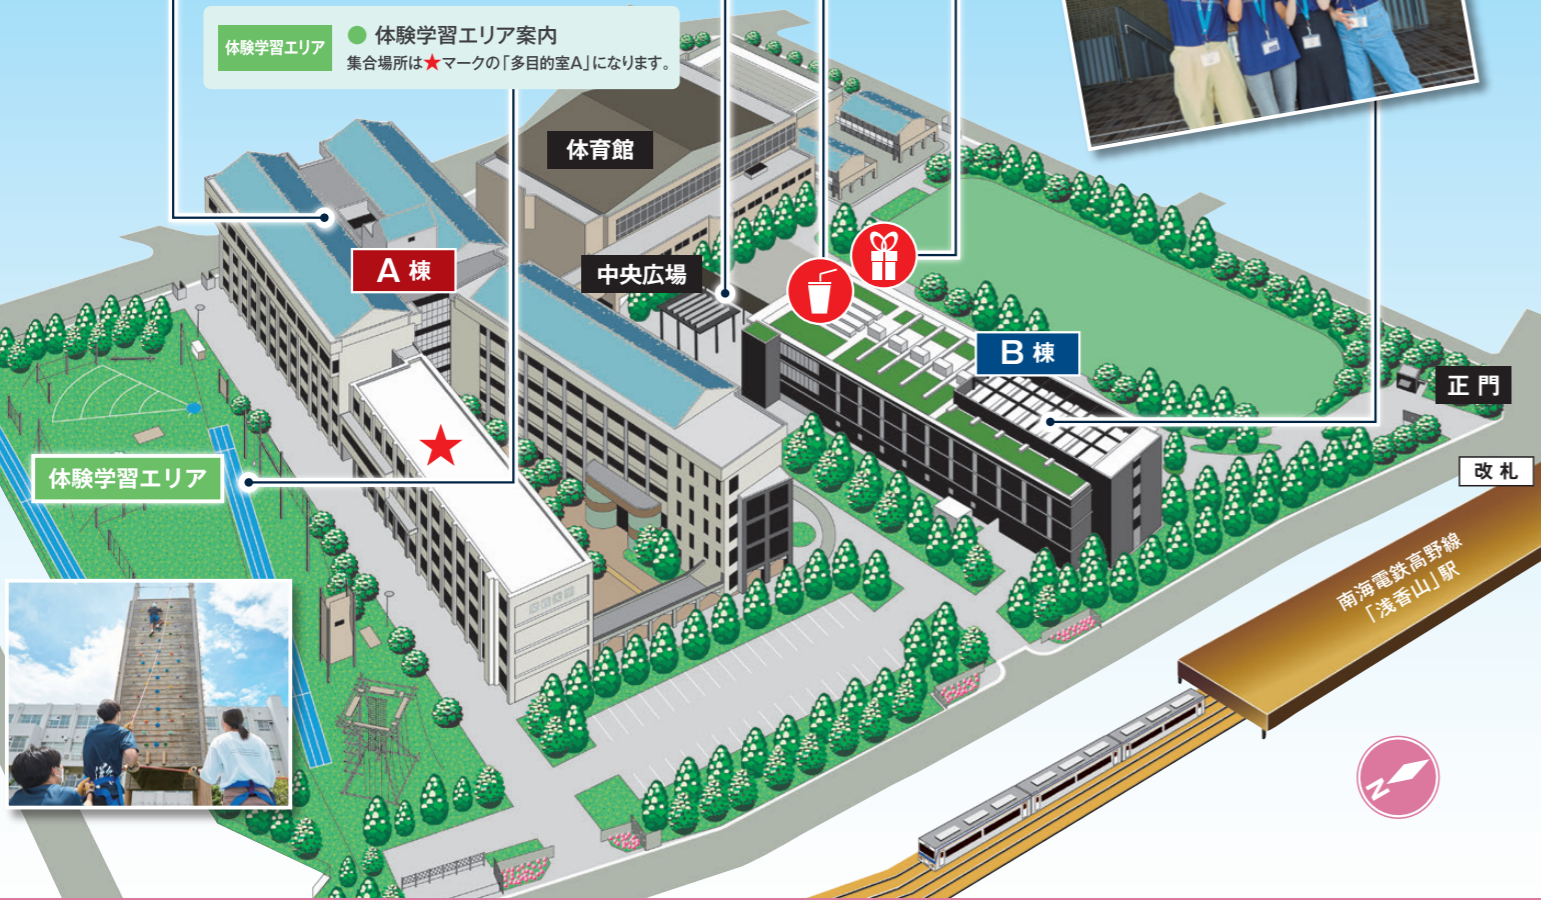 体験学習エリア
● 体験学習エリア案内
集合場所は★マークの「多目的室A」になります。
体育館
A 棟
中央広場
B 棟
正門
改札
体験学習エリア
南海電鉄高野線
「浅香山」駅
N